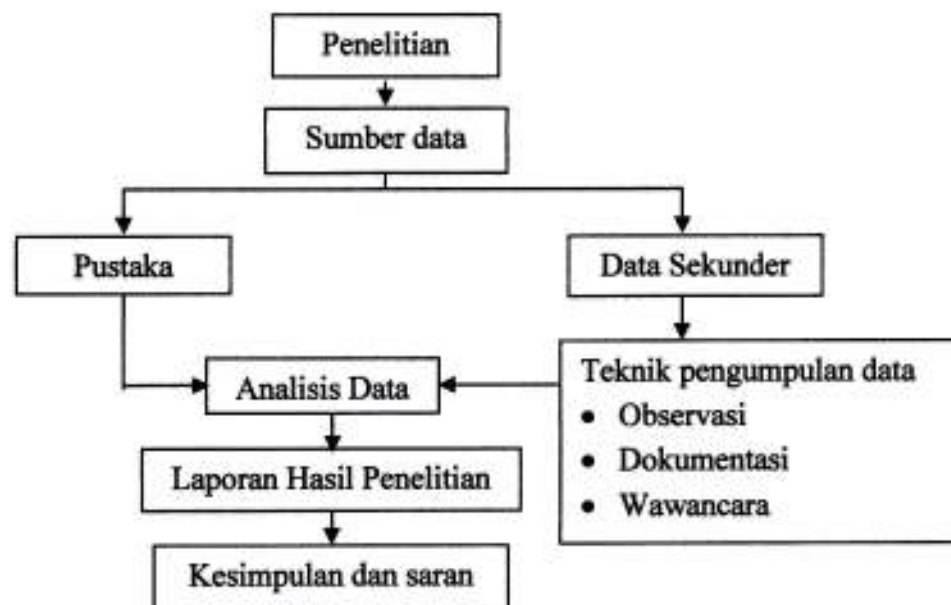 Penelitian
Sumber data
Pustaka
Data Sekunder
Teknik pengumpulan data
• Observasi
• Dokumentasi
• Wawancara
Analisis Data
Laporan Hasil Penelitian
Kesimpulan dan saran